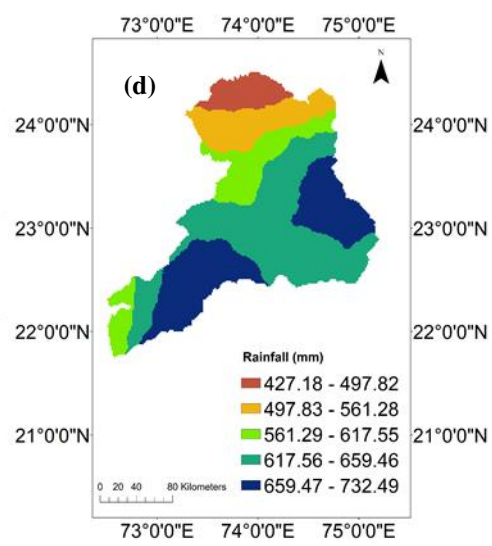 73°0'0"E 74°0'0"E 75°0'0"E
N
(d)
24°0'0"N 24°0'0"N
23°0'0"N 23°0'0"N
22°0'0"N 22°0'0"N
Rainfall (mm)
427.18 - 497.82
497.83 - 561.28
21°0'0"N 561.29 - 617.55 21°0'0"N
617.56 - 659.46
659.47 - 732.49
0 20 40 80 Kilometers
73°0'0"E 74°0'0"E 75°0'0"E